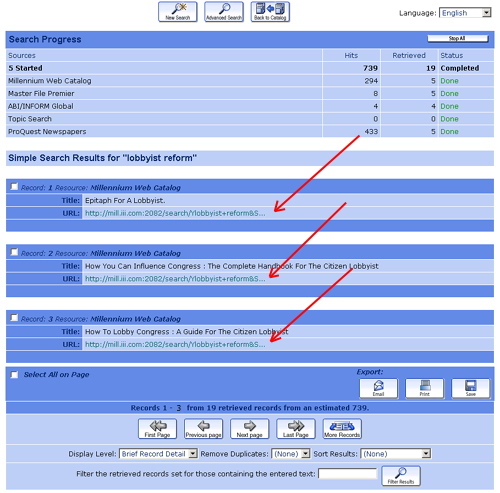 New Search Advanced Search Back to Catalog Language: English
Search Progress Stop All
Sources Hits Retrieved Status
5 Started 739 19 Completed
Millennium Web Catalog 294 5 Done
Master File Premier 8 5 Done
ABI/INFORM Global 4 4 Done
Topic Search 0 0 Done
ProQuest Newspapers 433 5 Done
Simple Search Results for "lobbyist reform"
Record: 1 Resource: Millennium Web Catalog
Title: Epitaph For A Lobbyist.
URL: http://mill.iii.com:2082/search/Ylobbyist+reform&S...
Record: 2 Resource: Millennium Web Catalog
Title: How You Can Influence Congress : The Complete Handbook For The Citizen Lobbyist
URL: http://mill.iii.com:2082/search/Ylobbyist+reform&S...
Record: 3 Resource: Millennium Web Catalog
Title: How To Lobby Congress : A Guide For The Citizen Lobbyist
URL: http://mill.iii.com:2082/search/Ylobbyist+reform&S...
Select All on Page Export:
Email Print Save
Records 1 - 3 from 19 retrieved records from an estimated 739.
First Page Previous page Next page Last Page More Records
Display Level: Brief Record Detail Remove Duplicates: (None) Sort Results: (None)
Filter the retrieved records set for those containing the entered text: Filter Results